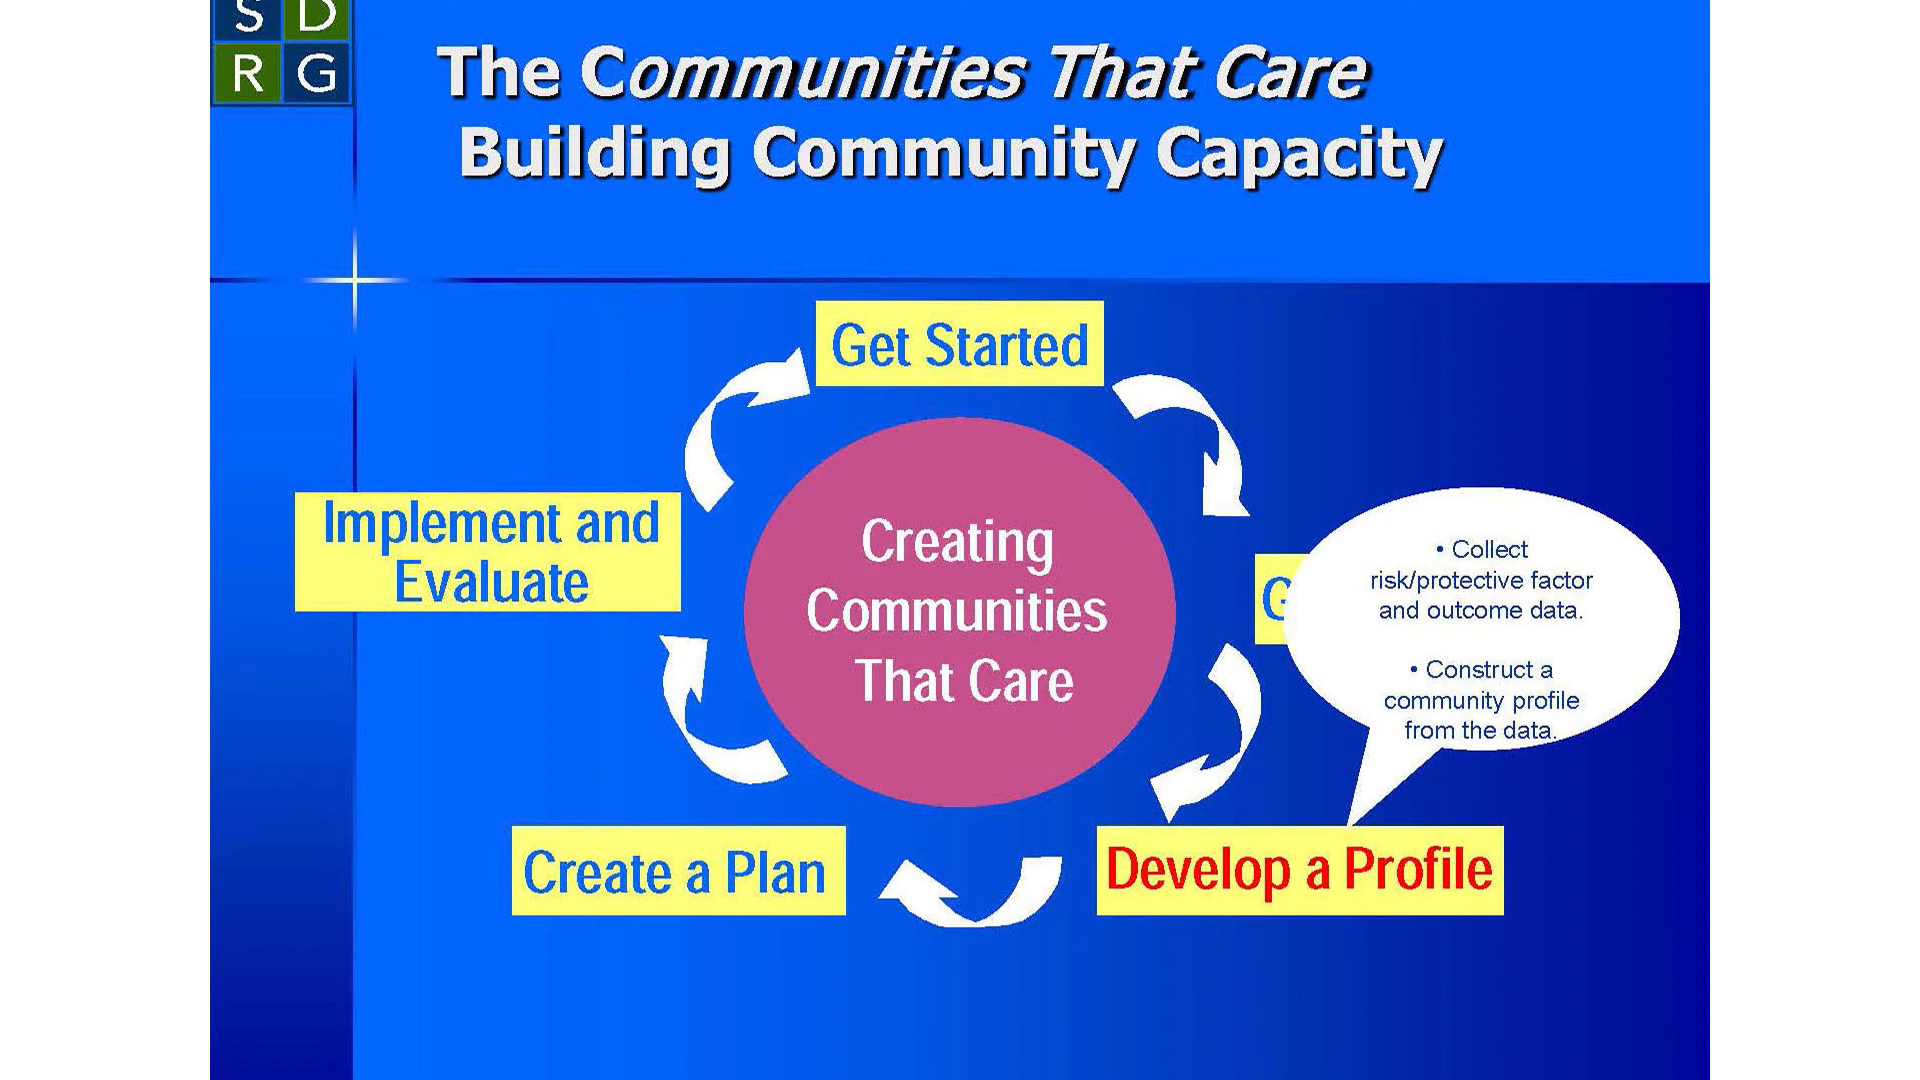 S D
R G
The Communities That Care
Building Community Capacity
Get Started
Implement and
Evaluate
Creating
Communities
That Care
G
• Collect
risk/protective factor
and outcome data.
• Construct a
community profile
from the data.
Create a Plan
Develop a Profile